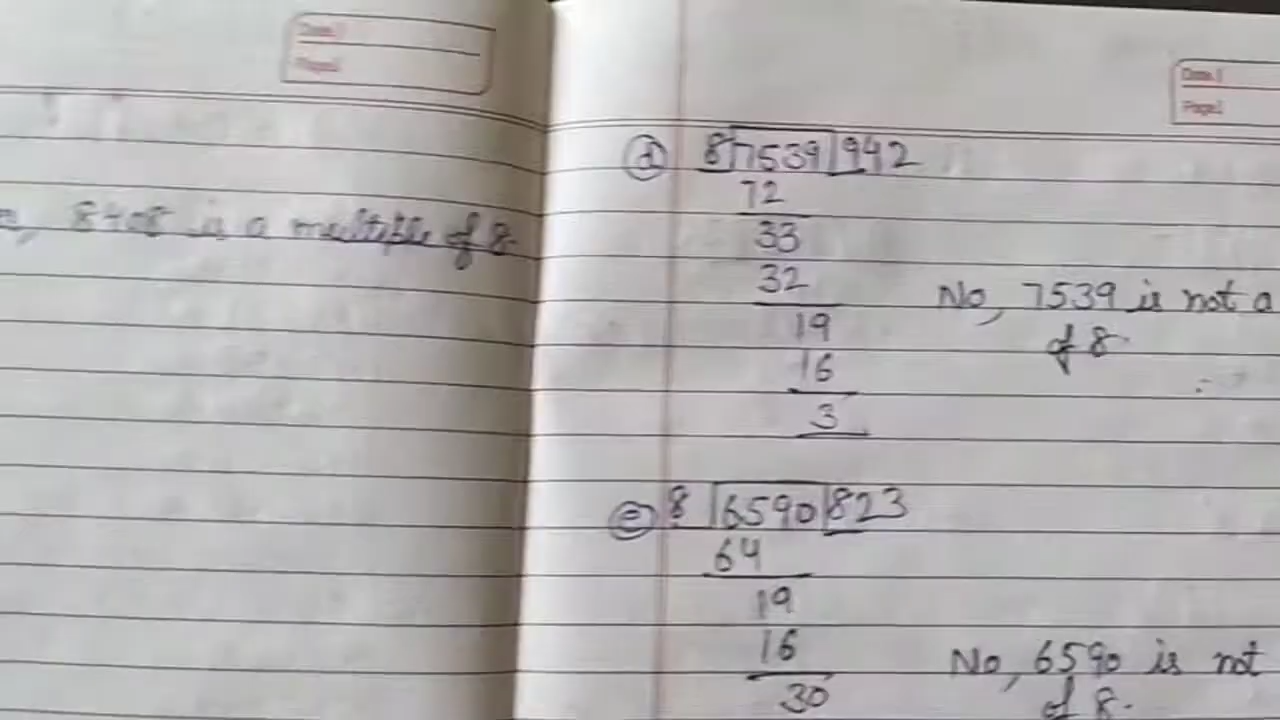 Date.:
Page:
8408 is a multiple of 8.
Date.:
Page:
(d) 8 7539 942
72
33
32
No, 7539 is not a
19
of 8.
16
3
(e) 8 6590 823
64
19
16
No, 6590 is not
30
of 8.